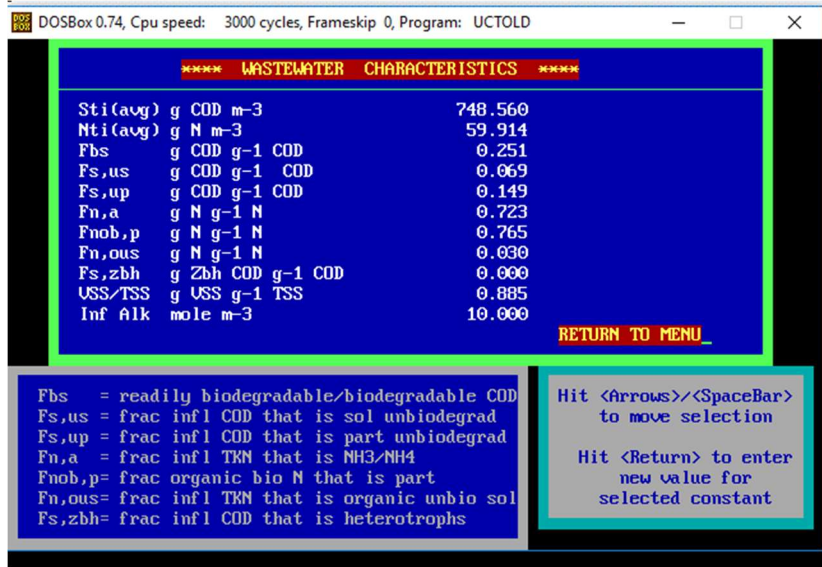 DOSBox 0.74, Cpu speed: 3000 cycles, Frameskip 0, Program: UCTOLD
**** WASTEWATER CHARACTERISTICS ****
Sti(avg) g COD m-3 748.560
Nti(avg) g N m-3 59.914
Fbs g COD g-1 COD 0.251
Fs,us g COD g-1 COD 0.069
Fs,up g COD g-1 COD 0.149
Fn,a g N g-1 N 0.723
Fnob,p g N g-1 N 0.765
Fn,ous g N g-1 N 0.030
Fs,zbh g Zbh COD g-1 COD 0.000
VSS/TSS g VSS g-1 TSS 0.885
Inf Alk mole m-3 10.000
RETURN TO MENU_
Fbs = readily biodegradable/biodegradable COD
Fs,us = frac infl COD that is sol unbiodegrad
Fs,up = frac infl COD that is part unbiodegrad
Fn,a = frac infl TKN that is NH3/NH4
Fnob,p= frac organic bio N that is part
Fn,ous= frac infl TKN that is organic unbio sol
Fs,zbh= frac infl COD that is heterotrophs
Hit <Arrows>/<SpaceBar>
to move selection
Hit <Return> to enter
new value for
selected constant